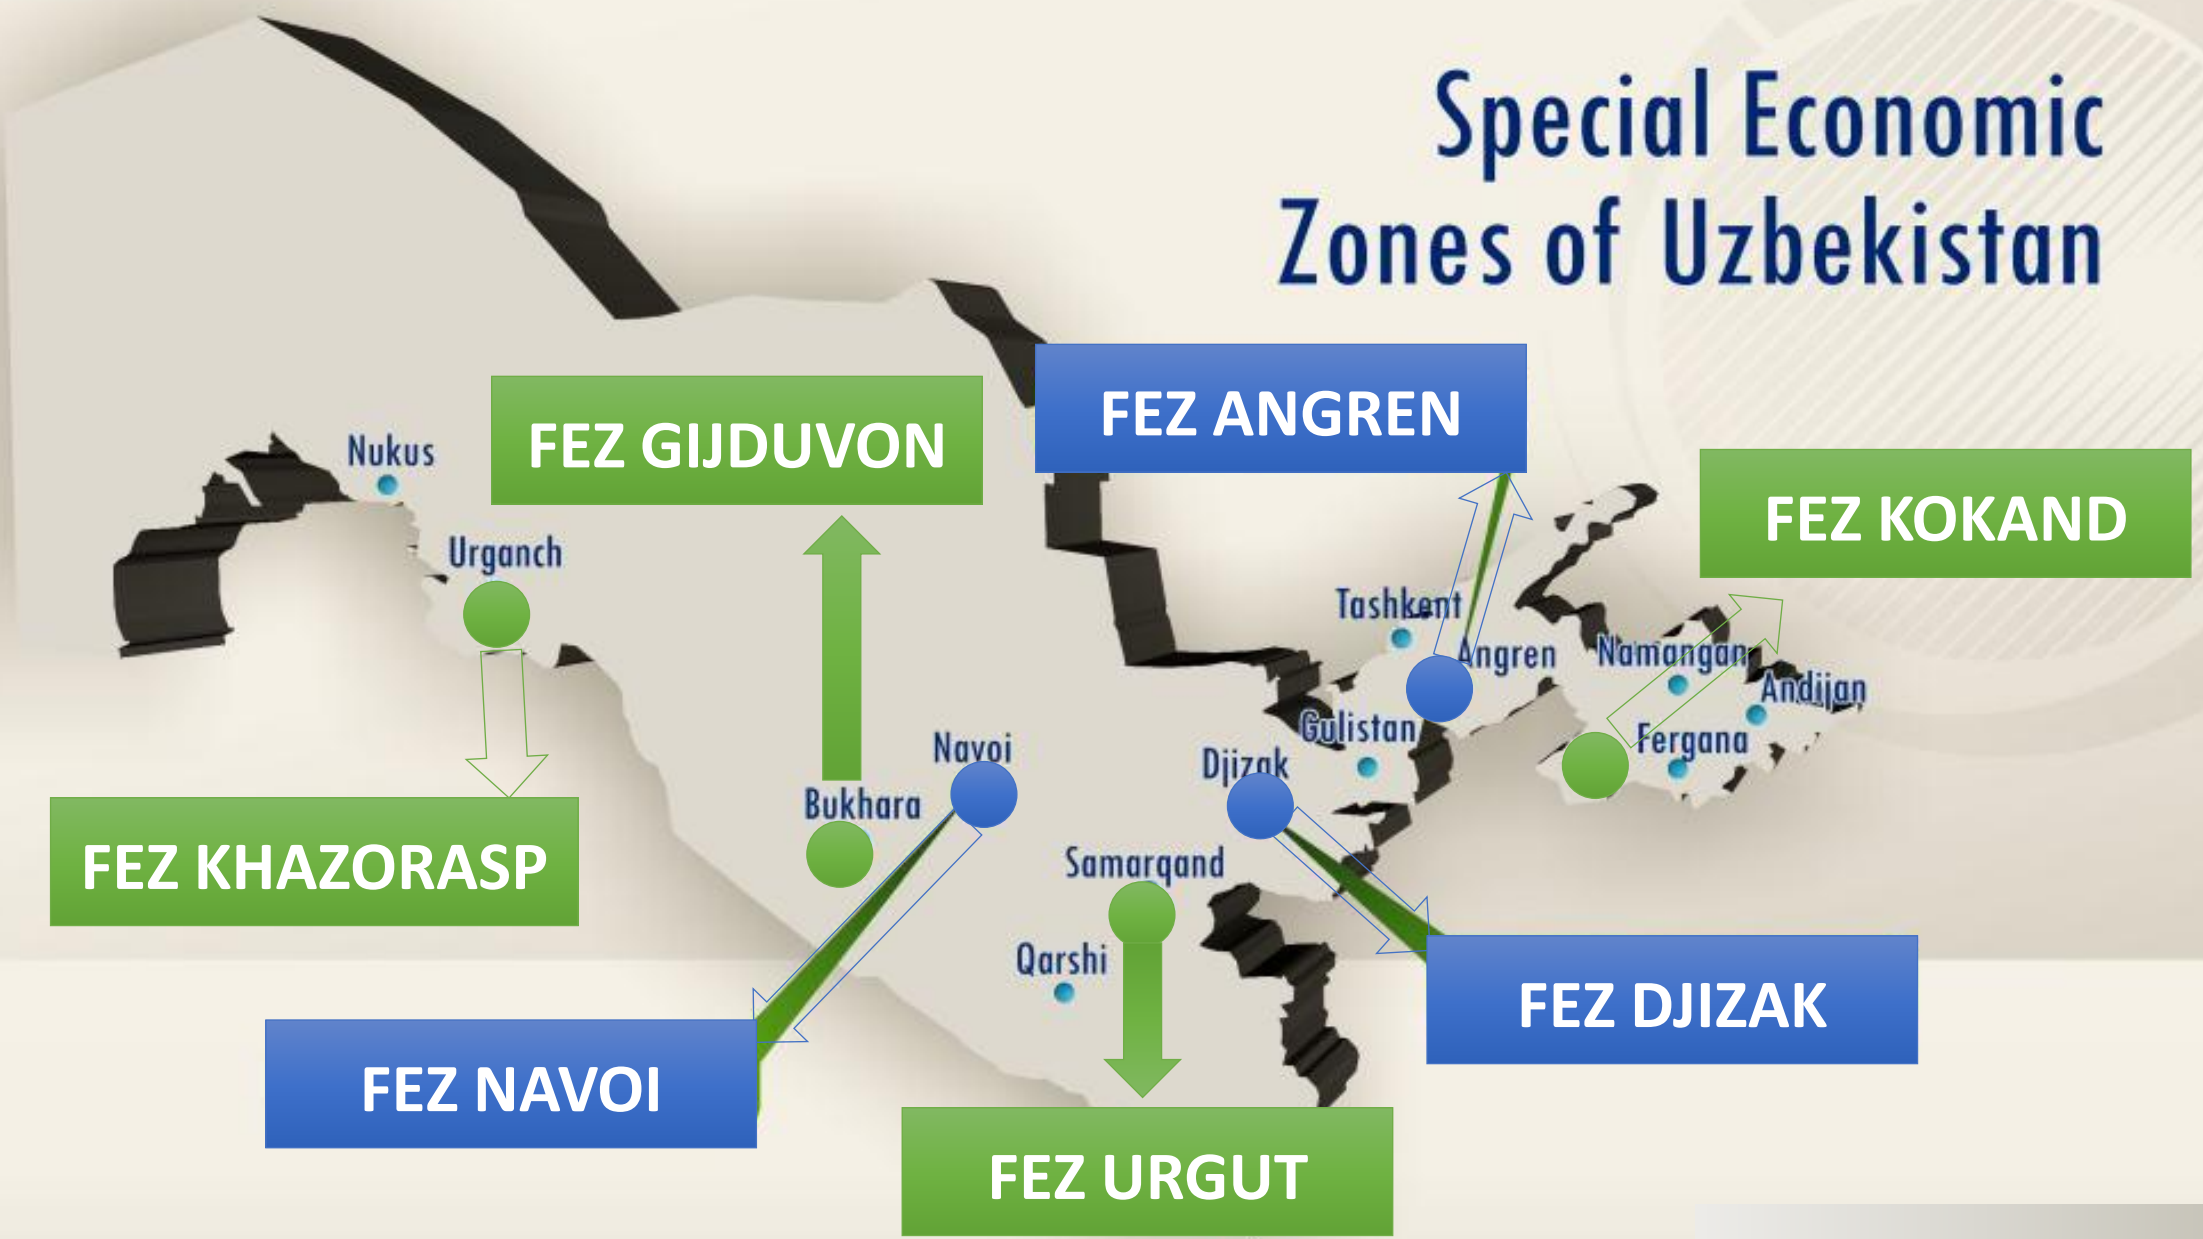 Special Economic
Zones of Uzbekistan
FEZ ANGREN
FEZ GIJDUVON
FEZ KOKAND
Nukus
Urganch
Tashkent
Angren
Namangan
Andijan
Gulistan
Fergana
Navoi
Djizak
Bukhara
Samarqand
FEZ KHAZORASP
Qarshi
FEZ DJIZAK
FEZ NAVOI
FEZ URGUT